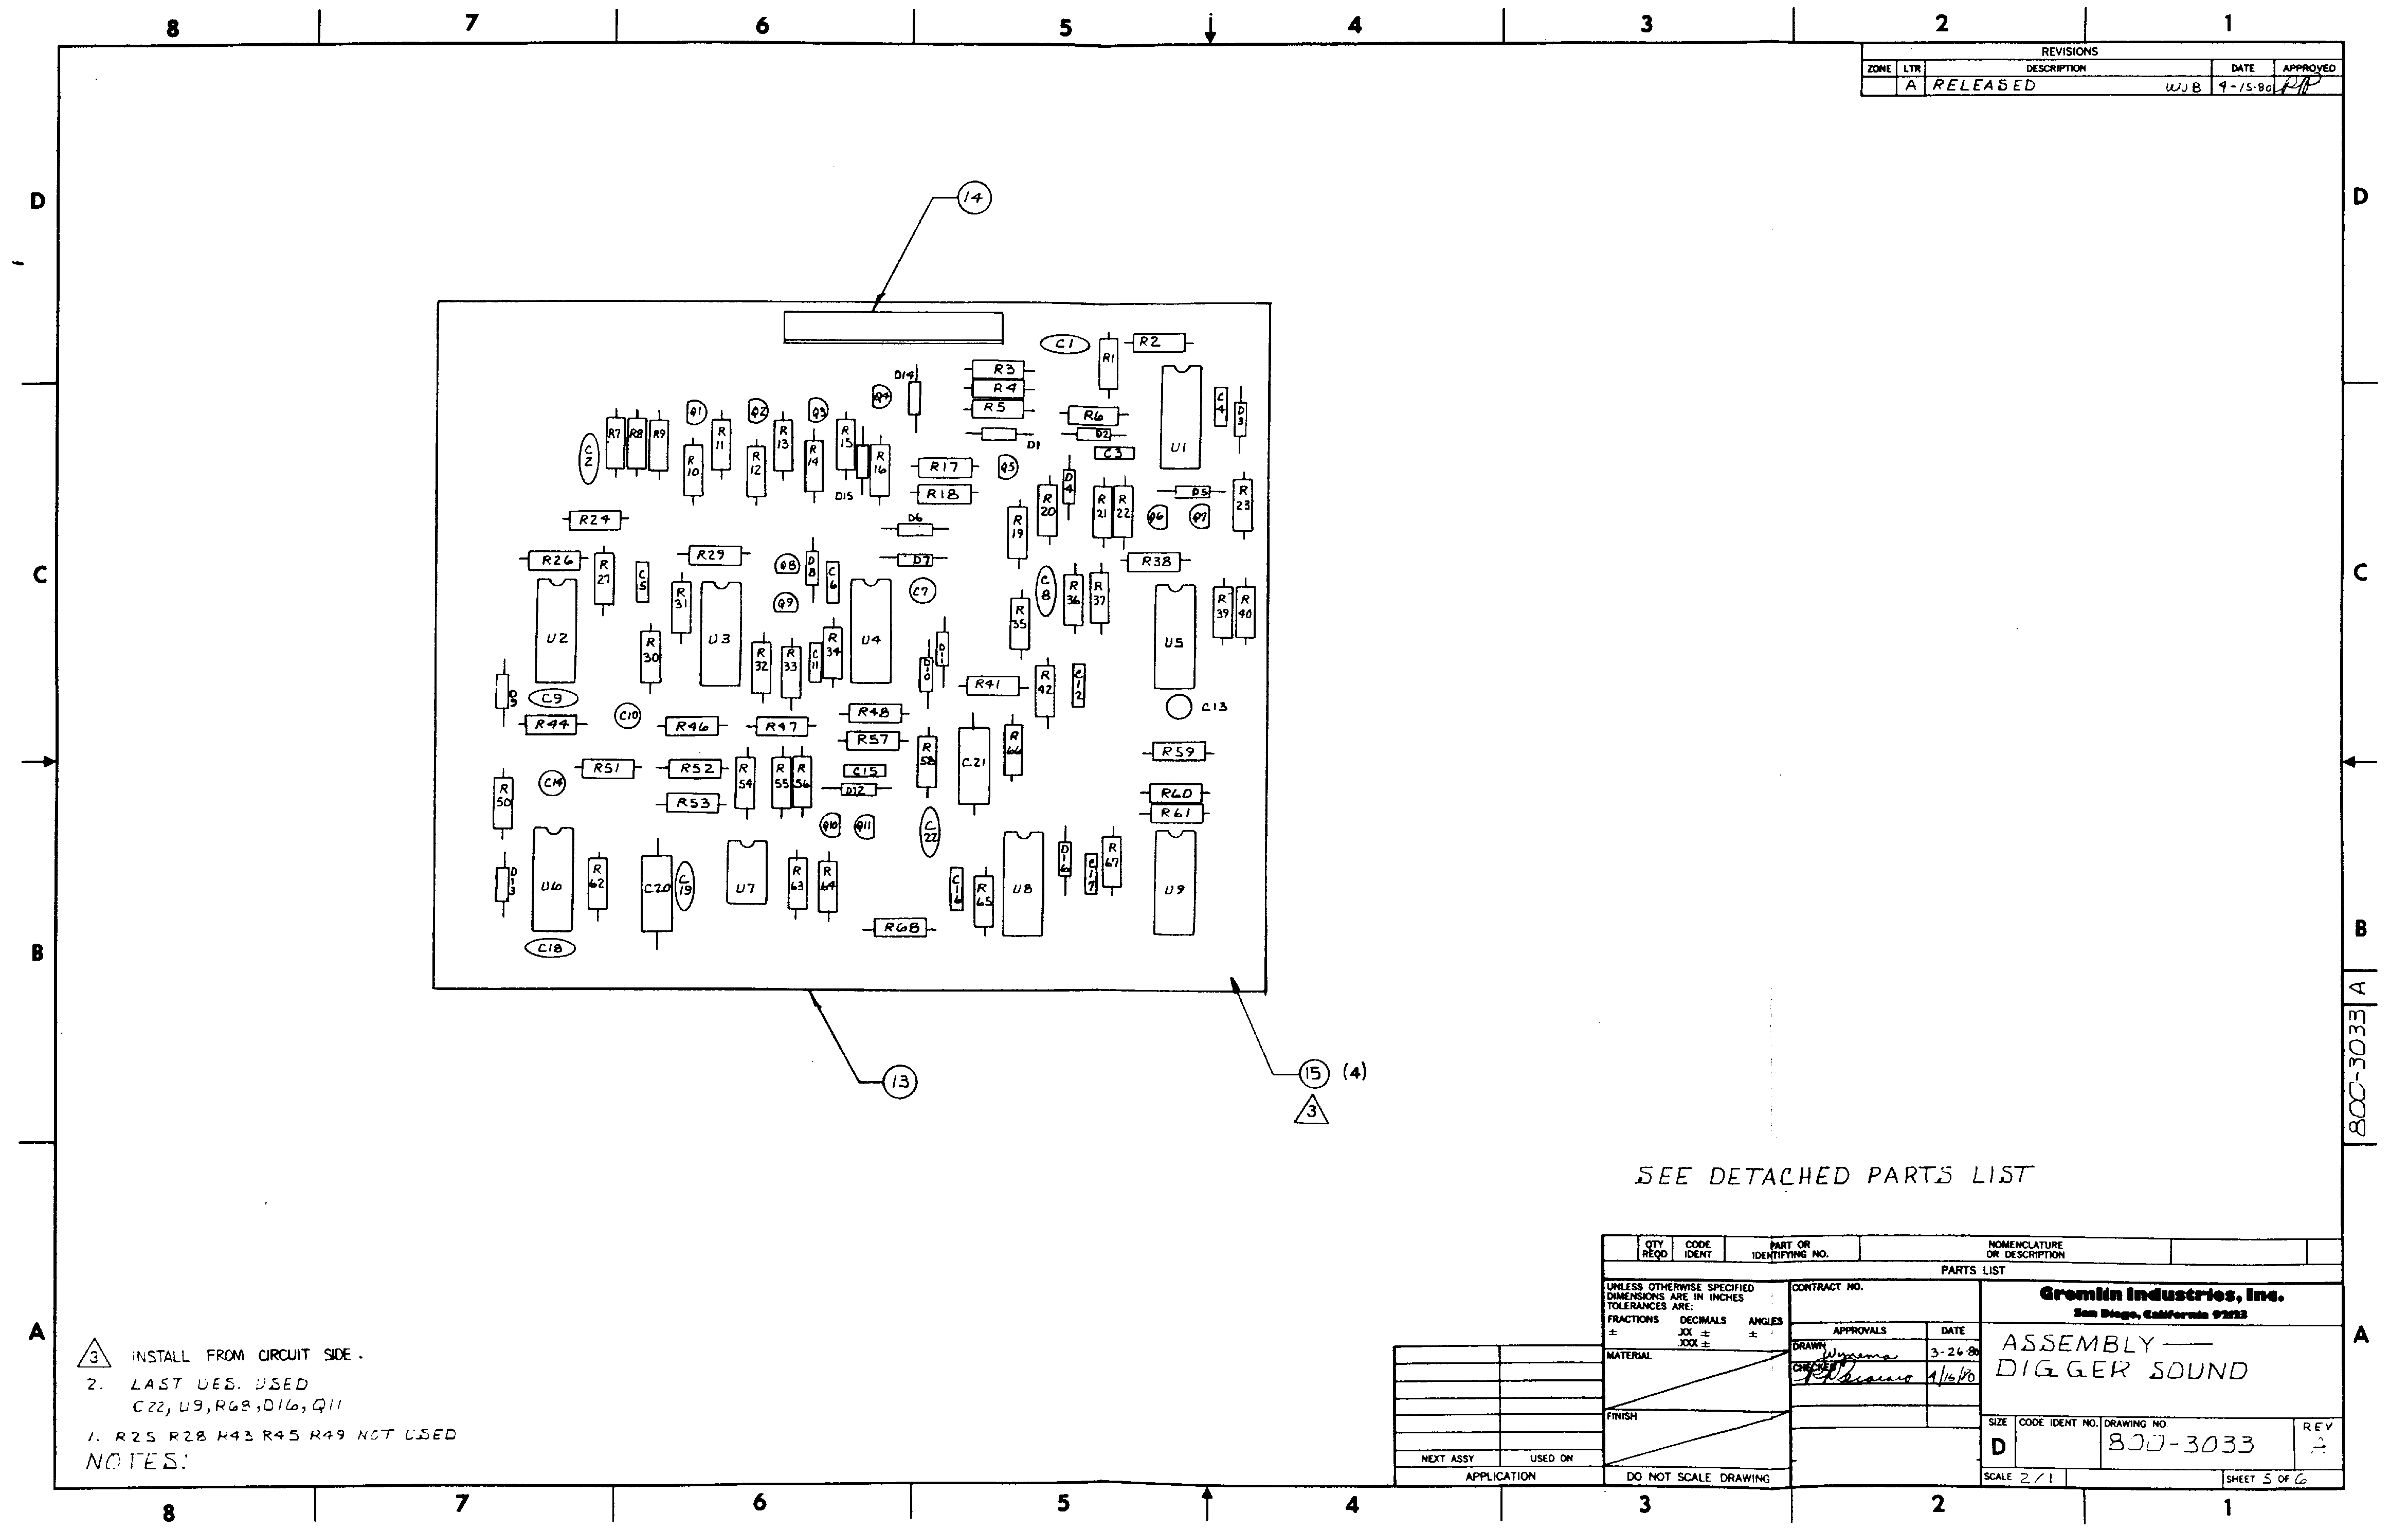 8 7 6 5 4 3 2 1
REVISIONS
ZONE LTR DESCRIPTION DATE APPROVED
A RELEASED WJB 4-15-80
D D
14
C1 R1 R2
R3
R4
R5
D14
Q4
R6
D2
D1
C3
U1
C4
D3
Q1 Q2 Q3
C2 R7 R8 R9 R10 R11 R12 R13 R14 R15 R16
D15
R17
R18
Q5
D4
R19 R20 R21 R22
D5
Q6 Q7
R23
R24
D6
D7
R26
R27
C5
R29
R31
Q8
D8
C6
Q9
C7
C8
R35 R36 R37
R38
R39 R40
C C
U2 U3 U4 U5
R30
R32 R33
C11
R34
D10 D11
R41
R42
C12
C13
D9
C9
R44
C10
R46
R47
R48
R57
R58
C21
R66
R59
R51
R52
R53
C14
R50
R54 R55 R56
C15
D12
Q10 Q11
C22
R60
R61
D13
U6
R62
C20
C19
U7
R63 R64
C16
R65
U8
D16
C17
R67
U9
R68
C18
B B
13
15 (4)
3
800-3033 A
SEE DETACHED PARTS LIST
QTY REQD CODE IDENT PART OR IDENTIFYING NO. NOMENCLATURE OR DESCRIPTION
PARTS LIST
UNLESS OTHERWISE SPECIFIED
DIMENSIONS ARE IN INCHES
TOLERANCES ARE:
FRACTIONS DECIMALS ANGLES
± .XX ± ±
.XXX ±
MATERIAL
FINISH
DO NOT SCALE DRAWING
CONTRACT NO.
APPROVALS DATE
DRAWN 3-26-80
CHECKED 4/16/80
Gremlin Industries, Inc.
San Diego, California 92123
ASSEMBLY —
DIGGER SOUND
SIZE CODE IDENT NO. DRAWING NO. REV
D 800-3033 A
SCALE 2/1 SHEET 5 OF 6
NEXT ASSY USED ON
APPLICATION
A A
3 INSTALL FROM CIRCUIT SIDE.
2. LAST DES. USED
C22, U9, R68, D16, Q11
1. R25 R28 R43 R45 R49 NOT USED
NOTES:
8 7 6 5 4 3 2 1